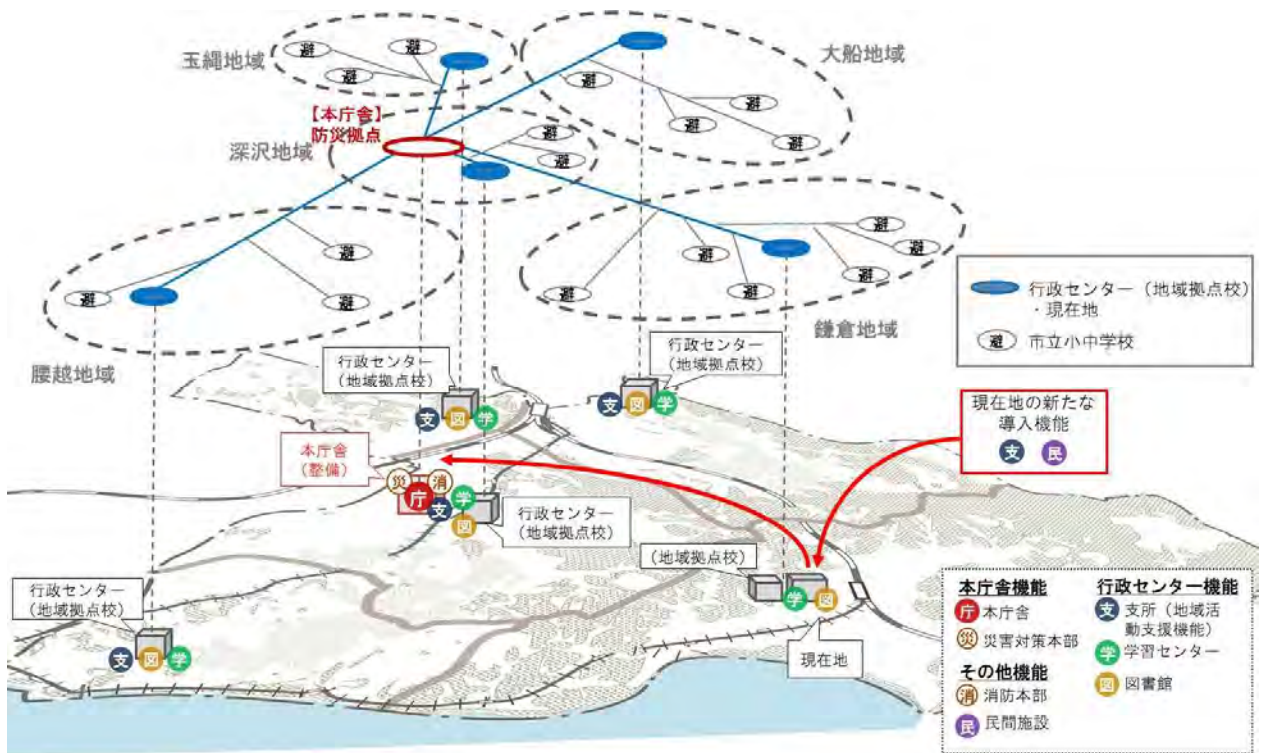 玉縄地域
避
避
避
大船地域
避
避
避
避
【本庁舎】
防災拠点
深沢地域
避
避
腰越地域
避
避
避
鎌倉地域
避
避
避
避
避
避
行政センター（地域拠点校）
・現在地
避 市立小中学校
行政センター
（地域拠点校）
支 図 学
行政センター
（地域拠点校）
支 図 学
現在地の新たな
導入機能
支 民
本庁舎
（整備）
災 消
庁
支 学
図
行政センター
（地域拠点校）
（地域拠点校）
学 図
現在地
行政センター
（地域拠点校）
支 図 学
本庁舎機能
庁 本庁舎
災 災害対策本部
その他機能
消 消防本部
民 民間施設
行政センター機能
支 支所（地域活
動支援機能）
学 学習センター
図 図書館